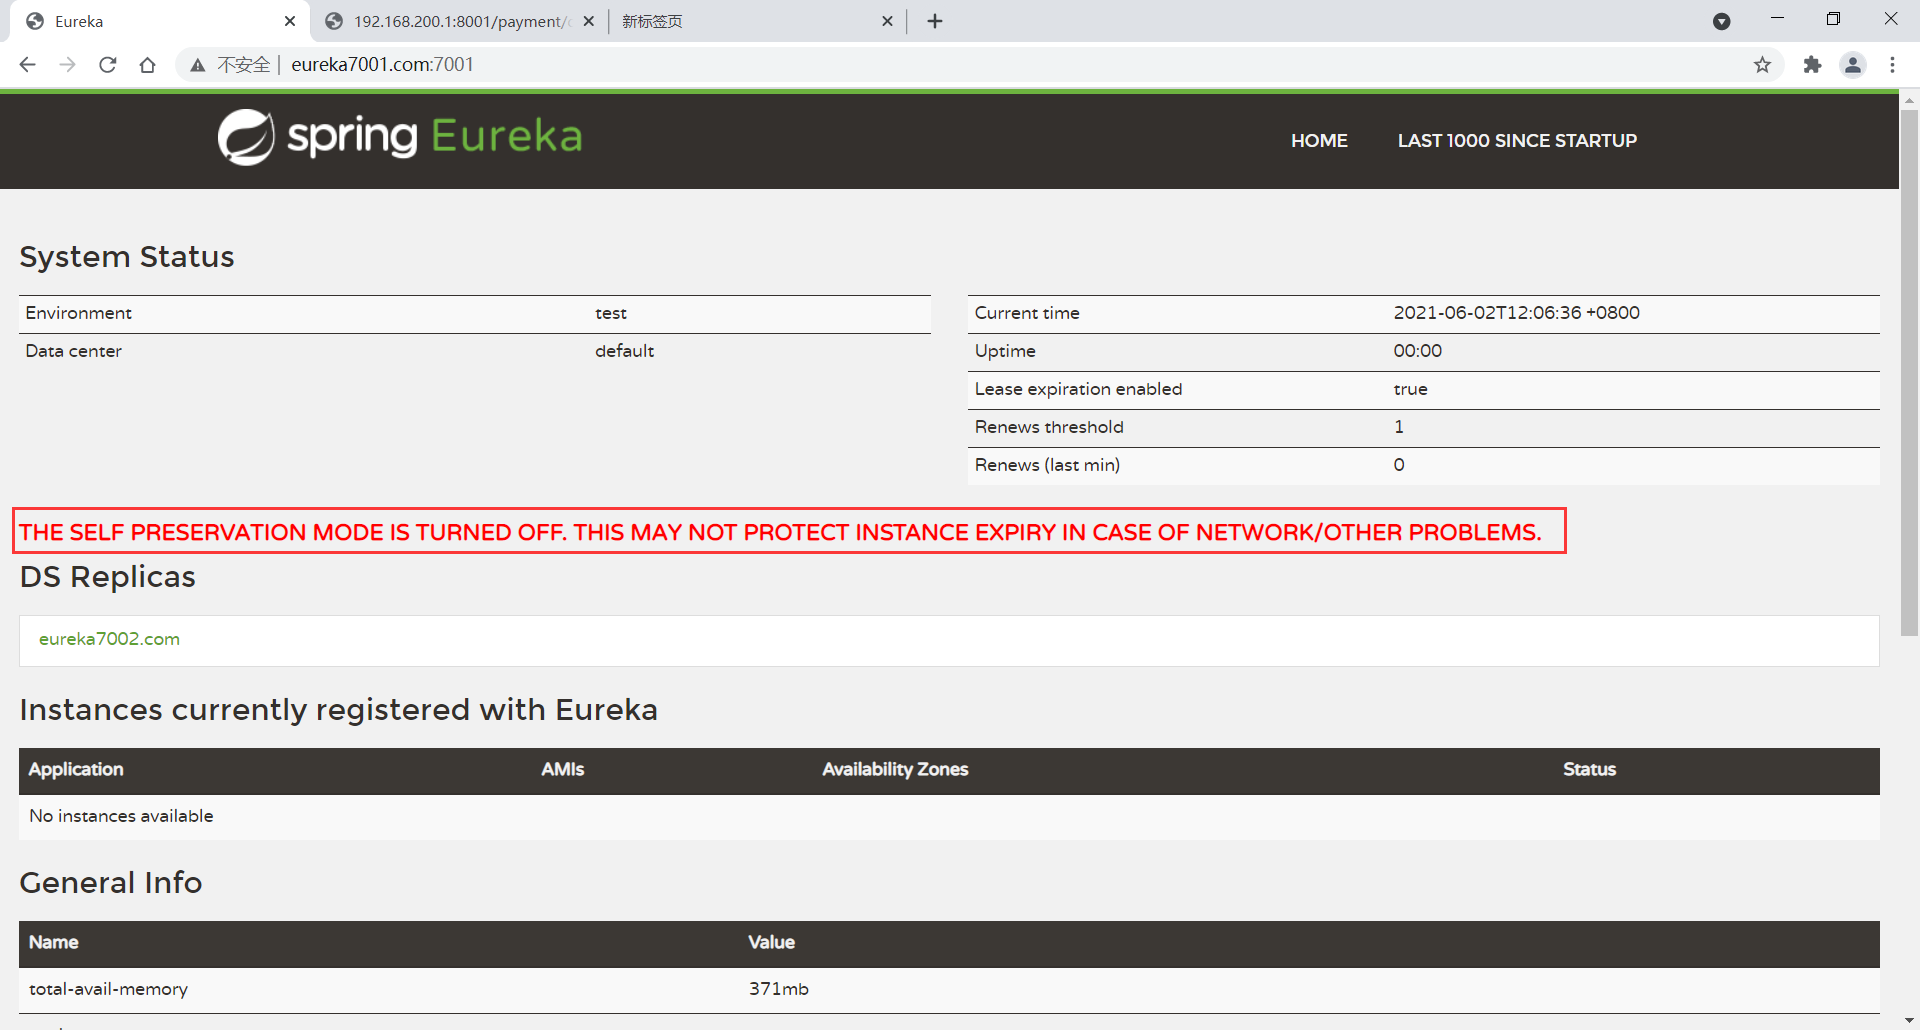 Eureka
192.168.200.1:8001/payment/
新标签页
不安全 eureka7001.com:7001
spring Eureka
HOME LAST 1000 SINCE STARTUP
System Status
Environment test
Data center default
Current time 2021-06-02T12:06:36 +0800
Uptime 00:00
Lease expiration enabled true
Renews threshold 1
Renews (last min) 0
THE SELF PRESERVATION MODE IS TURNED OFF. THIS MAY NOT PROTECT INSTANCE EXPIRY IN CASE OF NETWORK/OTHER PROBLEMS.
DS Replicas
eureka7002.com
Instances currently registered with Eureka
Application AMIs Availability Zones Status
No instances available
General Info
Name Value
total-avail-memory 371mb